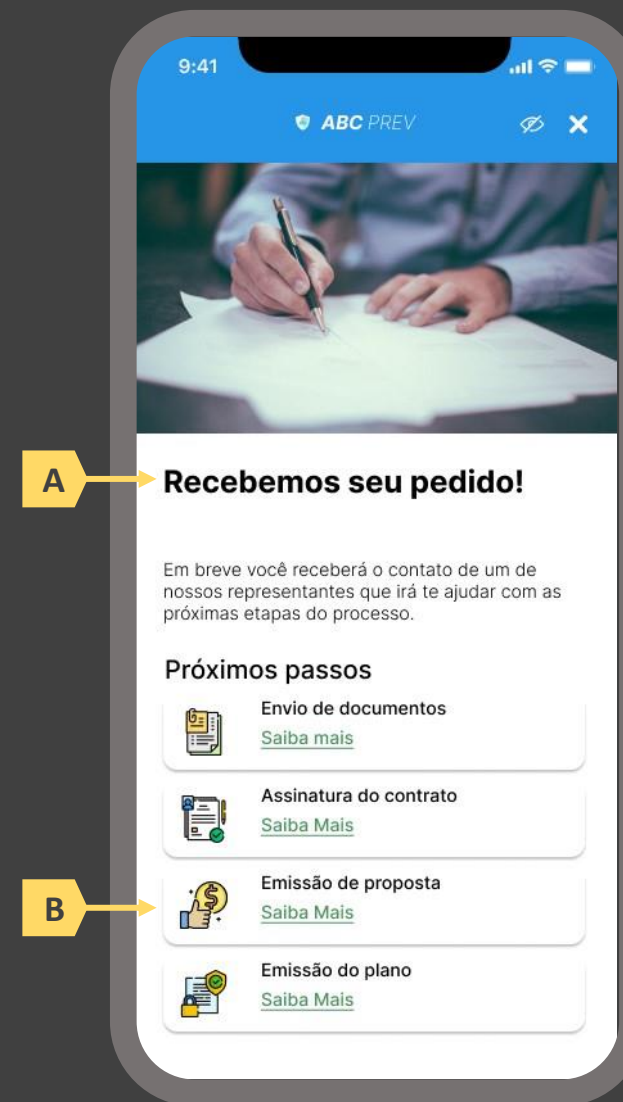 9:41
ABC PREV
A
Recebemos seu pedido!
Em breve você receberá o contato de um de
nossos representantes que irá te ajudar com as
próximas etapas do processo.
Próximos passos
Envio de documentos
Saiba mais
Assinatura do contrato
Saiba Mais
B
Emissão de proposta
Saiba Mais
Emissão do plano
Saiba Mais